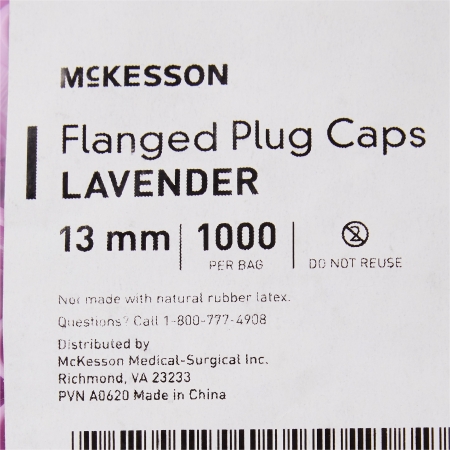 McKESSON
Flanged Plug Caps
LAVENDER
13 mm
1000
PER BAG
2
DO NOT REUSE
Not made with natural rubber latex.
Questions? Call 1-800-777-4908
Distributed by
McKesson Medical-Surgical Inc.
Richmond, VA 23233
PVN A0620 Made in China